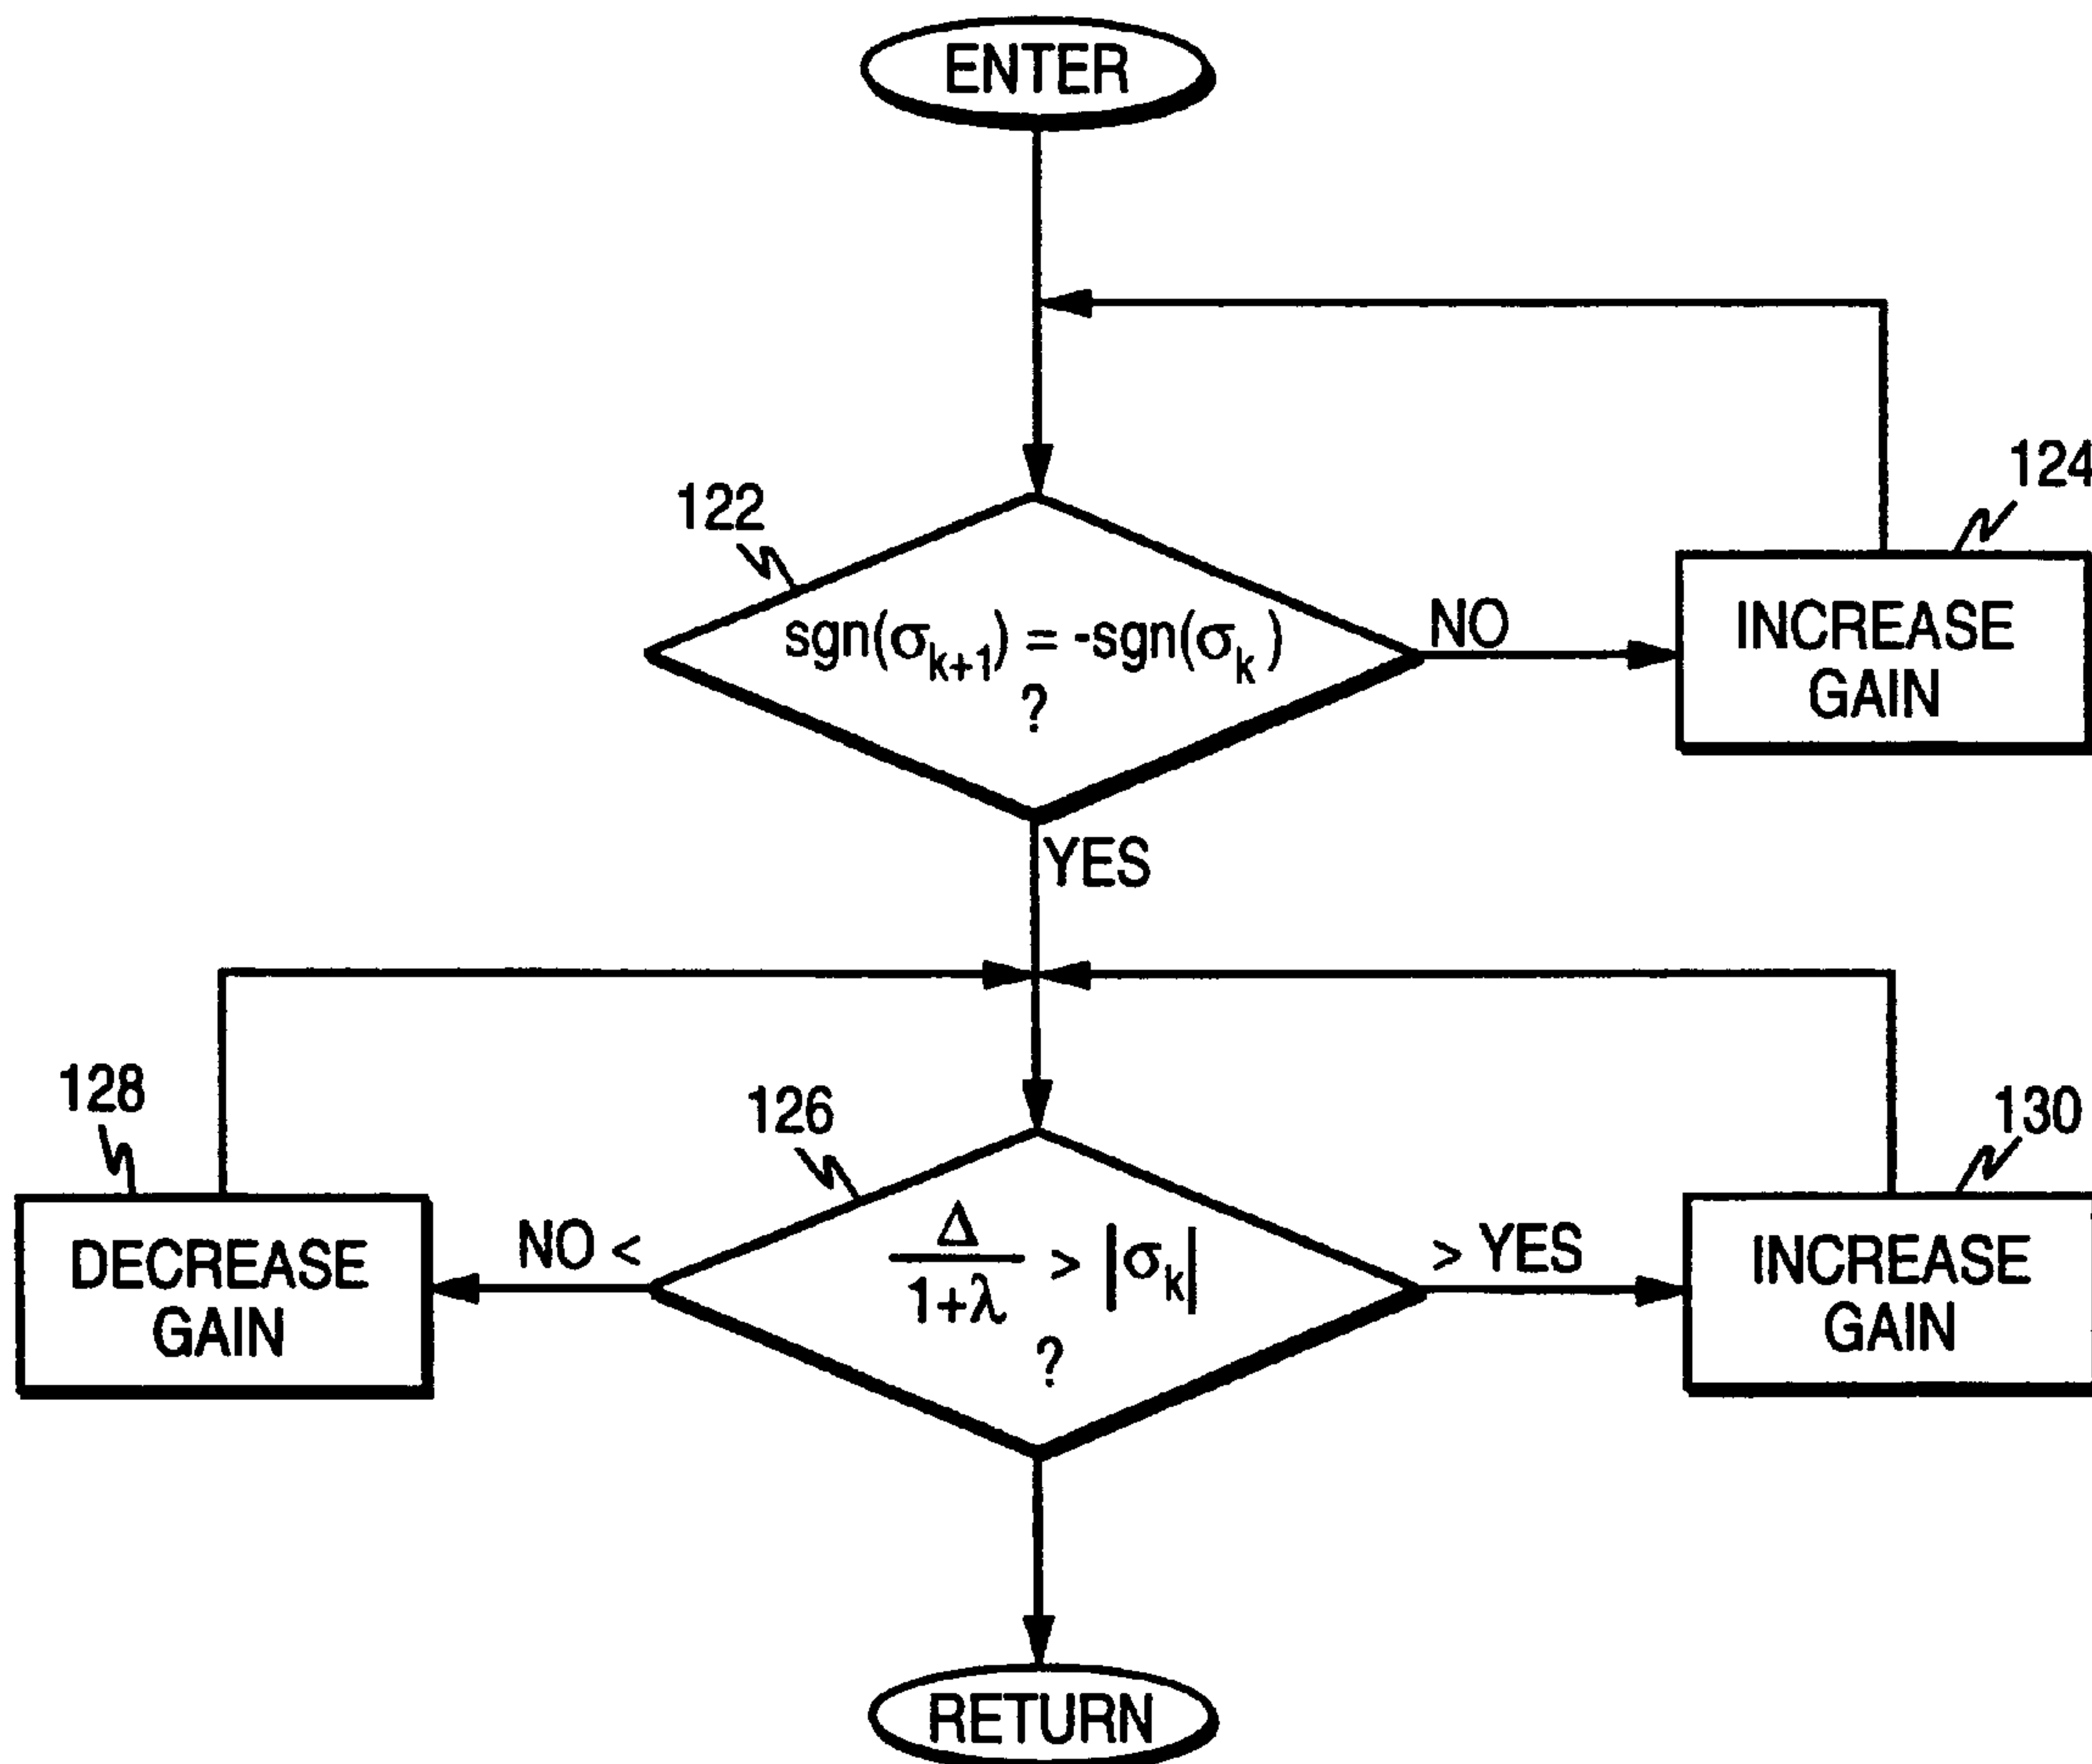 ENTER
124
122
sgn(σk+1) = -sgn(σk)
?
NO
INCREASE
GAIN
YES
128
126
130
DECREASE
GAIN
NO <
Δ
1+λ
> |σk|
?
> YES
INCREASE
GAIN
RETURN